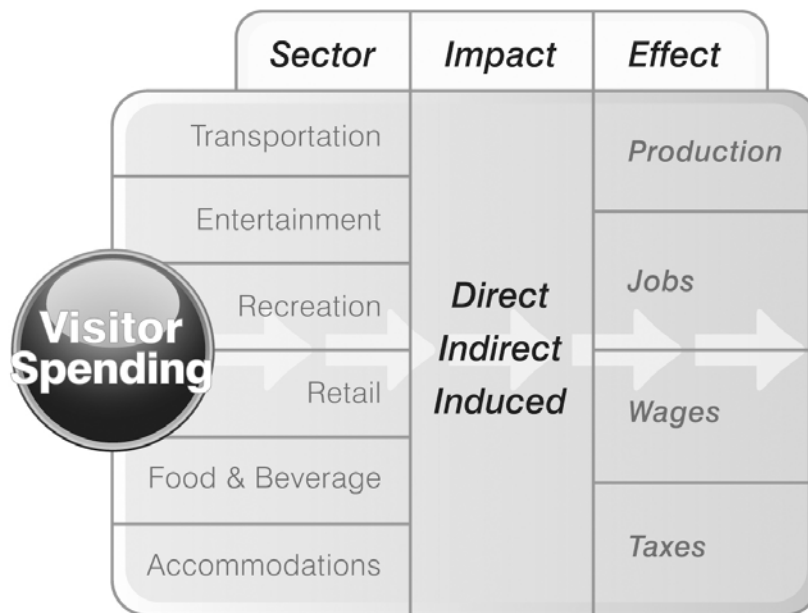 Sector Impact Effect
Transportation
Entertainment
Recreation
Retail
Food & Beverage
Accommodations
Visitor
Spending
Direct
Indirect
Induced
Production
Jobs
Wages
Taxes